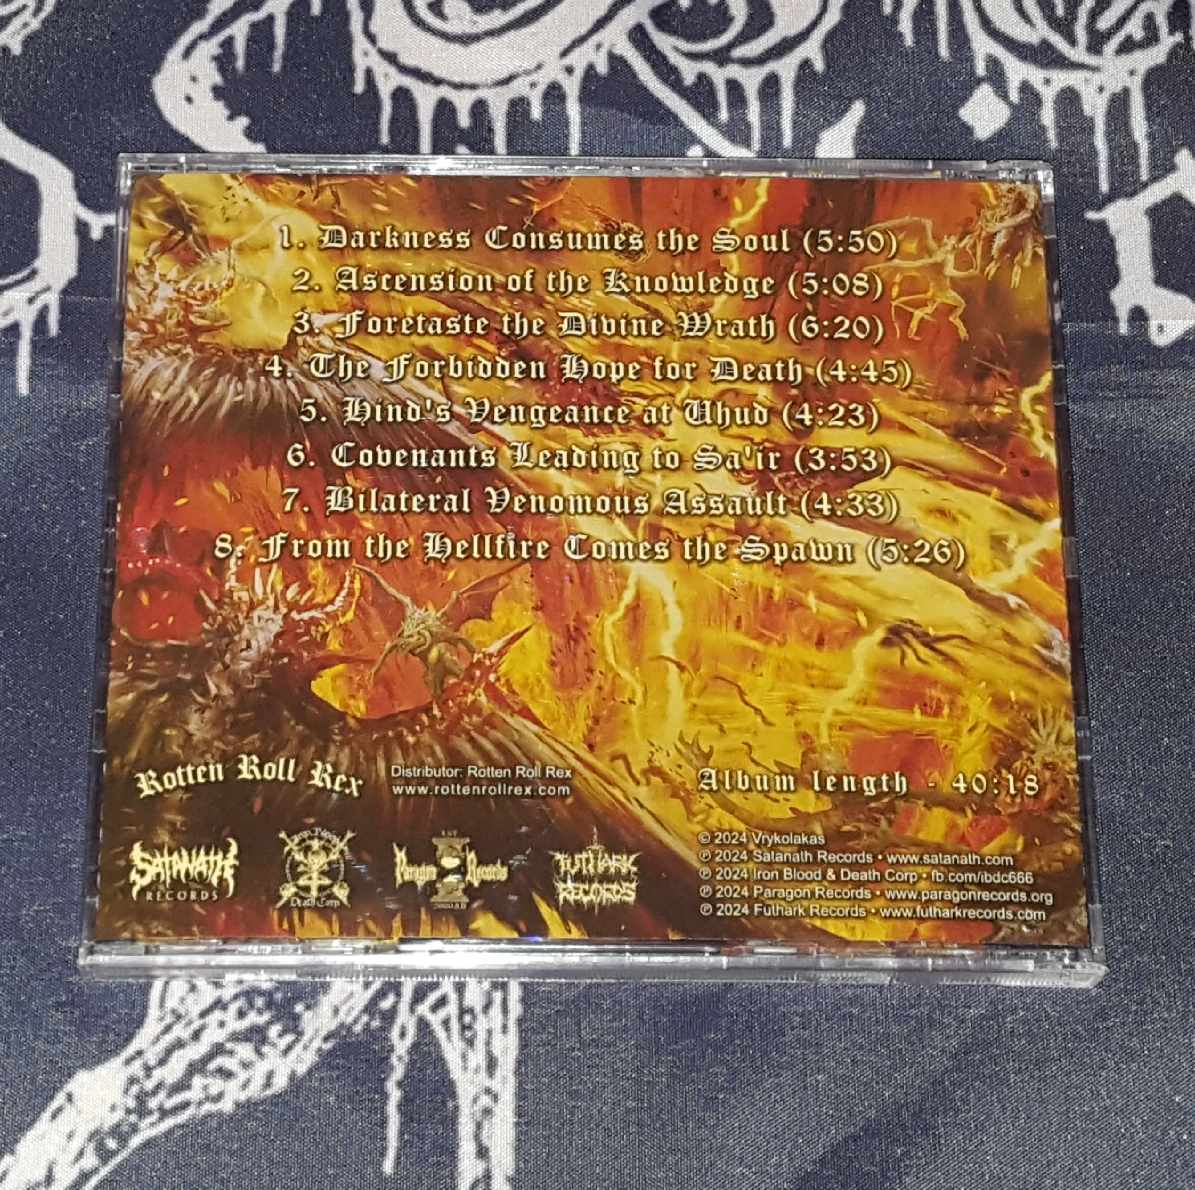 1. Darkness Consumes the Soul (5:50)
2. Ascension of the Knowledge (5:08)
3. Foretaste the Divine Wrath (6:20)
4. The Forbidden Hope for Death (4:45)
5. Hind's Vengeance at Uhud (4:23)
6. Covenants Leading to Sa'ir (3:53)
7. Bilateral Venomous Assault (4:33)
8. From the Hellfire Comes the Spawn (5:26)
Rotten Roll Rex
Distributor: Rotten Roll Rex
www.rottenrollrex.com
Album length - 40:18
SATANATH
RECORDS
Iron Blood
Death Corp
Paragon Records
FUTHARK
RECORDS
© 2024 Vrykolakas
℗ 2024 Satanath Records • www.satanath.com
℗ 2024 Iron Blood & Death Corp • fb.com/ibdc666
℗ 2024 Paragon Records • www.paragonrecords.org
℗ 2024 Futhark Records • www.futharkrecords.com